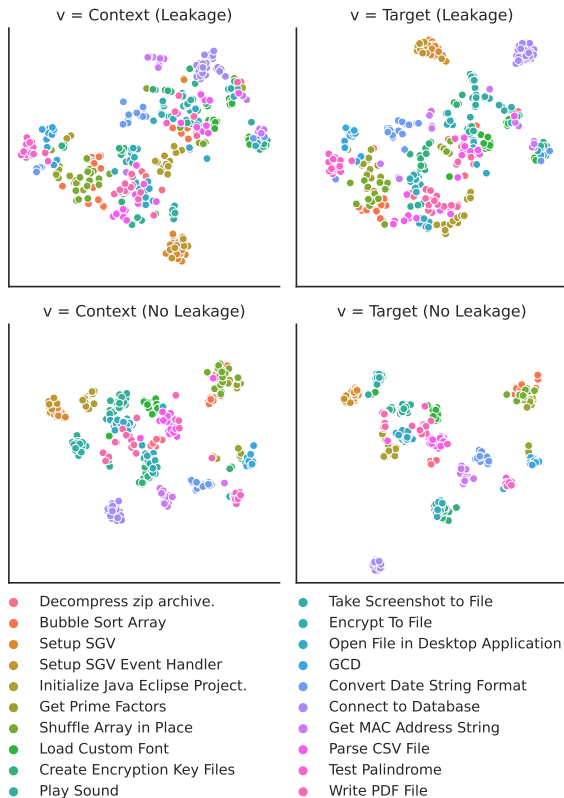 v = Context (Leakage)
v = Target (Leakage)
v = Context (No Leakage)
v = Target (No Leakage)
Decompress zip archive.
Bubble Sort Array
Setup SGV
Setup SGV Event Handler
Initialize Java Eclipse Project.
Get Prime Factors
Shuffle Array in Place
Load Custom Font
Create Encryption Key Files
Play Sound
Take Screenshot to File
Encrypt To File
Open File in Desktop Application
GCD
Convert Date String Format
Connect to Database
Get MAC Address String
Parse CSV File
Test Palindrome
Write PDF File